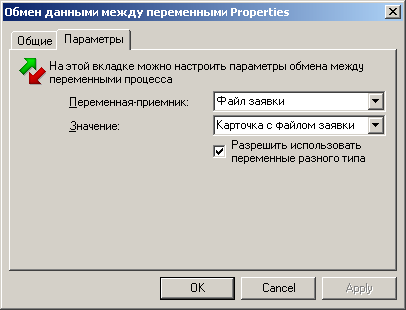 Обмен данными между переменными Properties
Общие Параметры
На этой вкладке можно настроить параметры обмена между
переменными процесса
Переменная-приемник: Файл заявки
Значение: Карточка с файлом заявки
Разрешить использовать
переменные разного типа
OK Cancel Apply